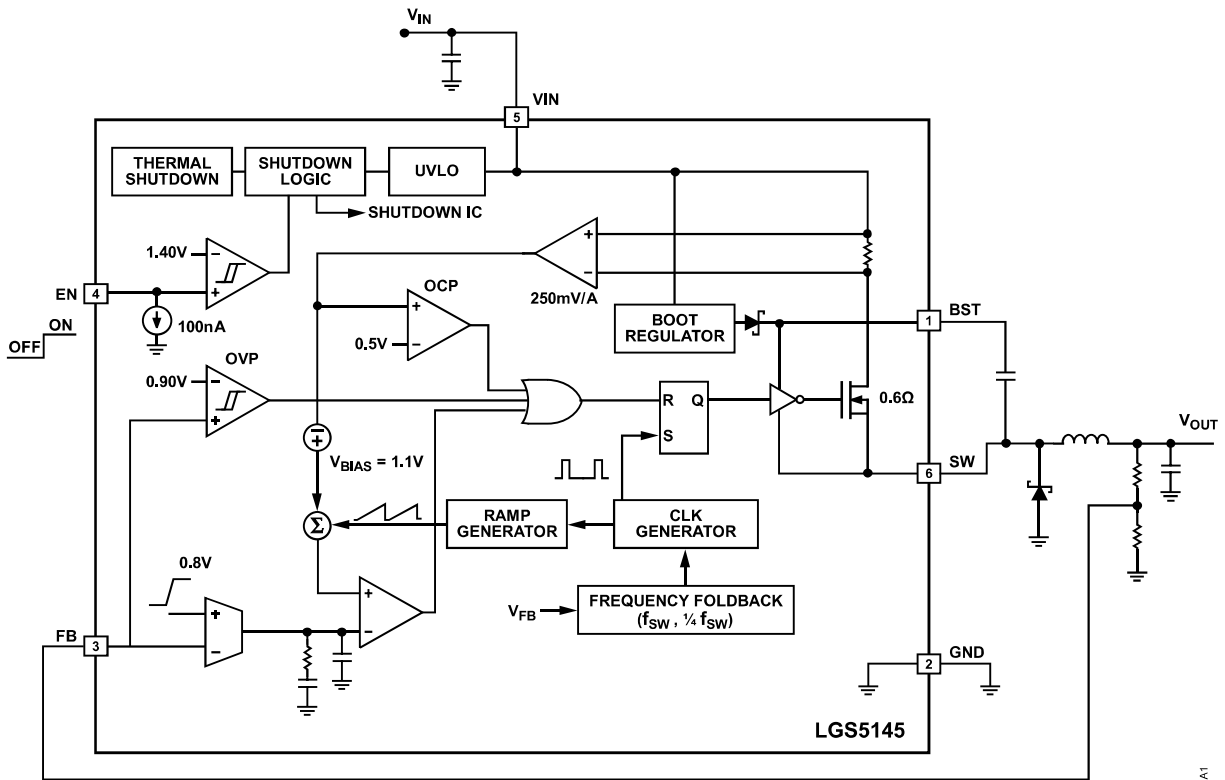 VIN
VIN
5
THERMAL
SHUTDOWN
SHUTDOWN
LOGIC
UVLO
SHUTDOWN IC
1.40V
−
+
EN
4
100nA
ON
OFF
+
−
250mV/A
OCP
+
0.5V
−
BOOT
REGULATOR
BST
1
OVP
0.90V
−
+
R
Q
S
0.6Ω
VOUT
SW
6
− +
VBIAS = 1.1V
Σ
RAMP
GENERATOR
CLK
GENERATOR
0.8V
+
−
+
−
VFB
FREQUENCY FOLDBACK
(fSW , ¼ fSW)
FB
3
GND
2
LGS5145
A1